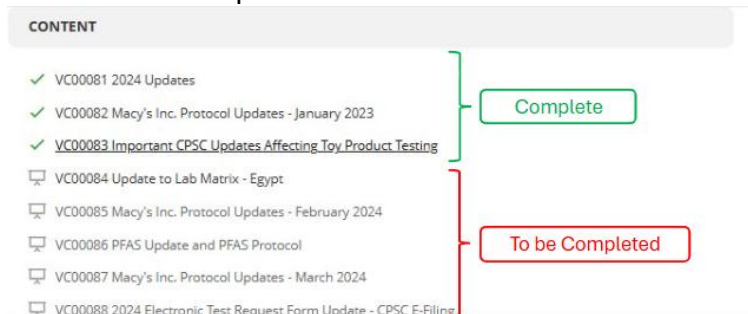 CONTENT
VC00081 2024 Updates
VC00082 Macy's Inc. Protocol Updates - January 2023
VC00083 Important CPSC Updates Affecting Toy Product Testing
Complete
VC00084 Update to Lab Matrix - Egypt
VC00085 Macy's Inc. Protocol Updates - February 2024
VC00086 PFAS Update and PFAS Protocol
To be Completed
VC00087 Macy's Inc. Protocol Updates - March 2024
VC00088 2024 Electronic Test Request Form Update - CPSC E-Filing